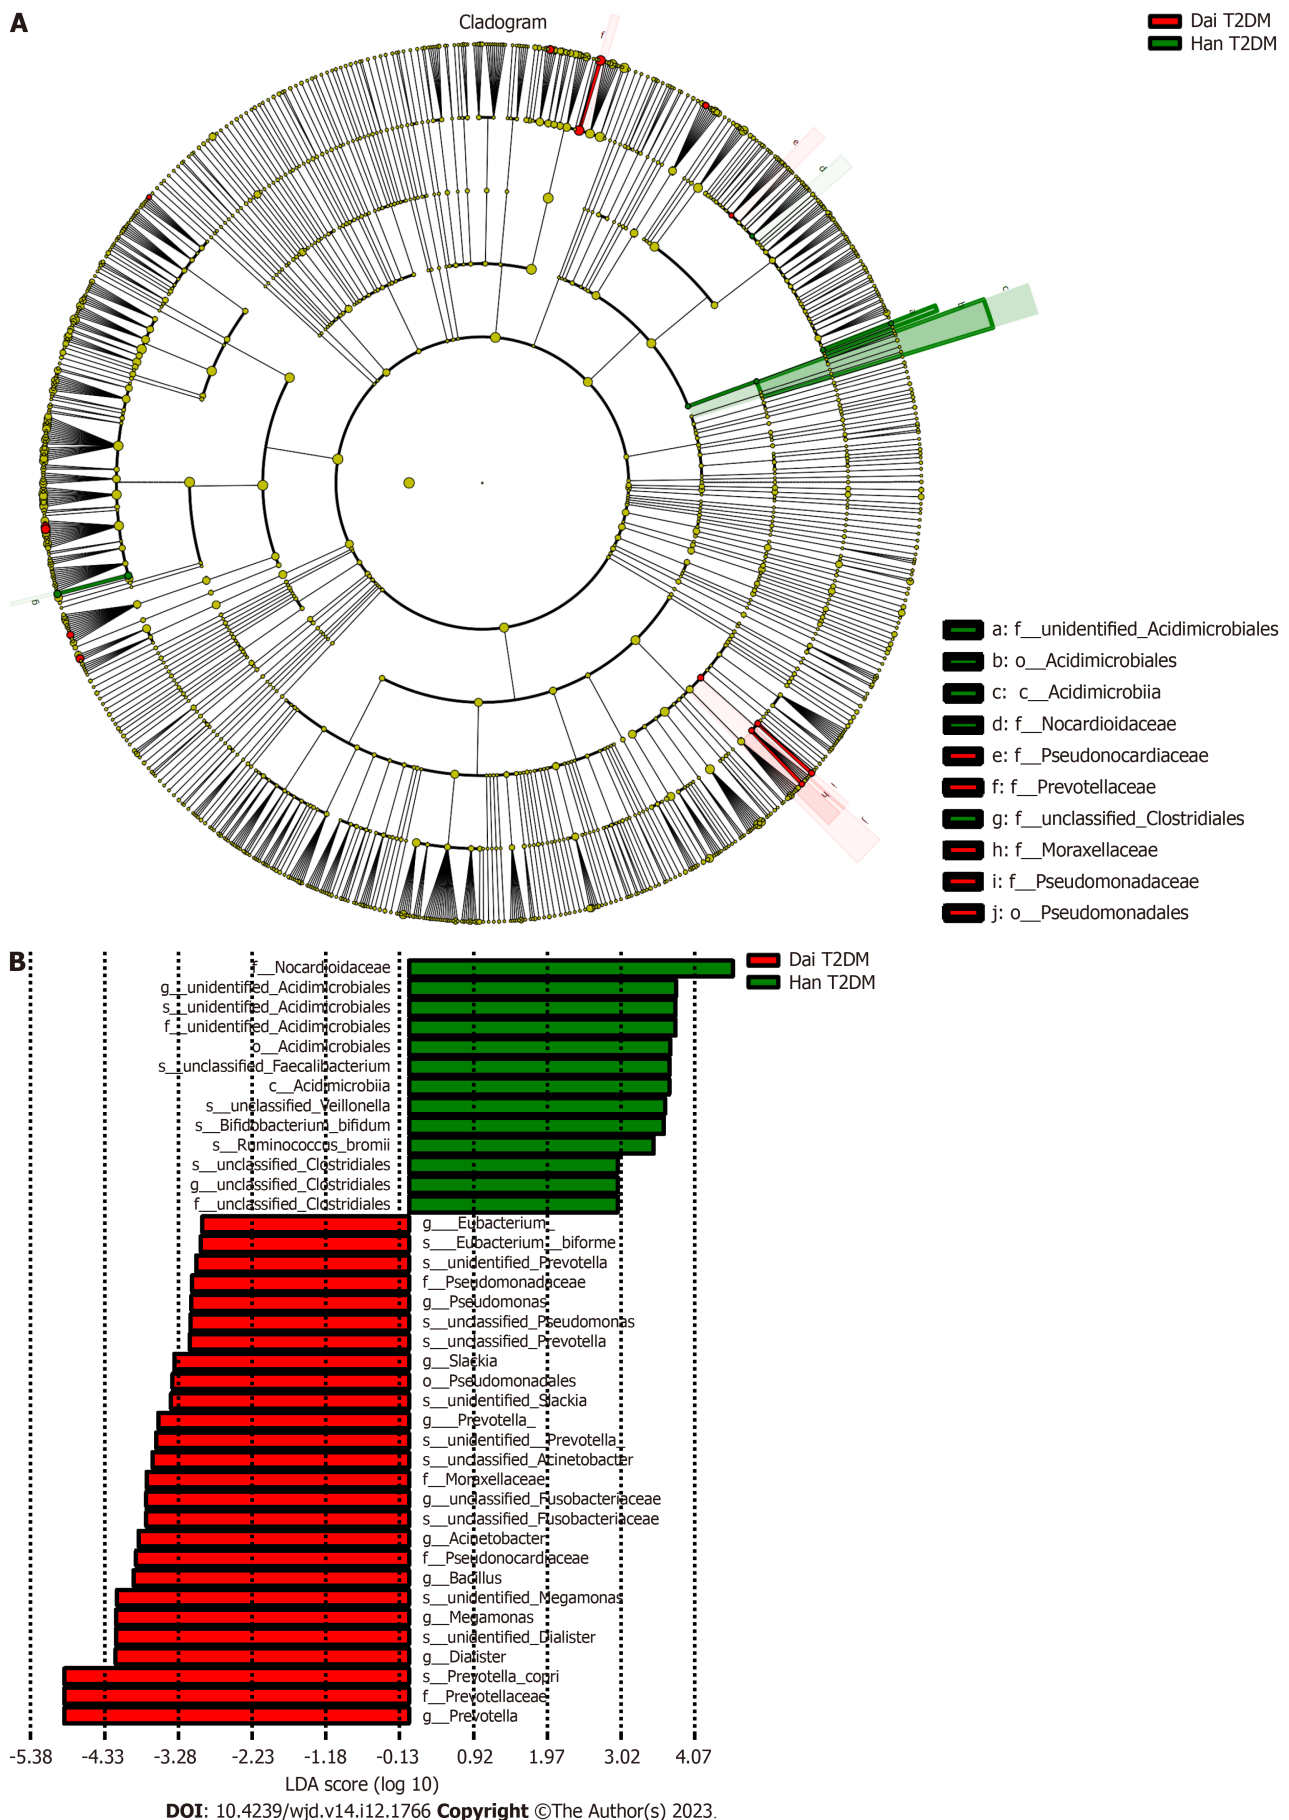 A
Cladogram
Dai T2DM
Han T2DM
f
e
d
c
b
a
g
i
h
j
a: f__unidentified_Acidimicrobiales
b: o__Acidimicrobiales
c: c__Acidimicrobiia
d: f__Nocardioidaceae
e: f__Pseudonocardiaceae
f: f__Prevotellaceae
g: f__unclassified_Clostridiales
h: f__Moraxellaceae
i: f__Pseudomonadaceae
j: o__Pseudomonadales
B
Dai T2DM
Han T2DM
f__Nocardioidaceae
g__unidentified_Acidimicrobiales
s__unidentified_Acidimicrobiales
f__unidentified_Acidimicrobiales
o__Acidimicrobiales
s__unclassified_Faecalibacterium
c__Acidimicrobiia
s__unclassified_Veillonella
s__Bifidobacterium_bifidum
s__Ruminococcus_bromii
s__unclassified_Clostridiales
g__unclassified_Clostridiales
f__unclassified_Clostridiales
g___Eubacterium_
s___Eubacterium__biforme
s__unidentified_Prevotella
f__Pseudomonadaceae
g__Pseudomonas
s__unclassified_Pseudomonas
s__unclassified_Prevotella
g__Slackia
o__Pseudomonadales
s__unidentified_Slackia
g___Prevotella_
s__unidentified__Prevotella_
s__unclassified_Acinetobacter
f__Moraxellaceae
g__unclassified_Fusobacteriaceae
s__unclassified_Fusobacteriaceae
g__Acinetobacter
f__Pseudonocardiaceae
g__Bacillus
s__unidentified_Megamonas
g__Megamonas
s__unidentified_Dialister
g__Dialister
s__Prevotella_copri
f__Prevotellaceae
g__Prevotella
-5.38 -4.33 -3.28 -2.23 -1.18 -0.13 0.92 1.97 3.02 4.07
LDA score (log 10)
DOI: 10.4239/wjd.v14.i12.1766 Copyright ©The Author(s) 2023.